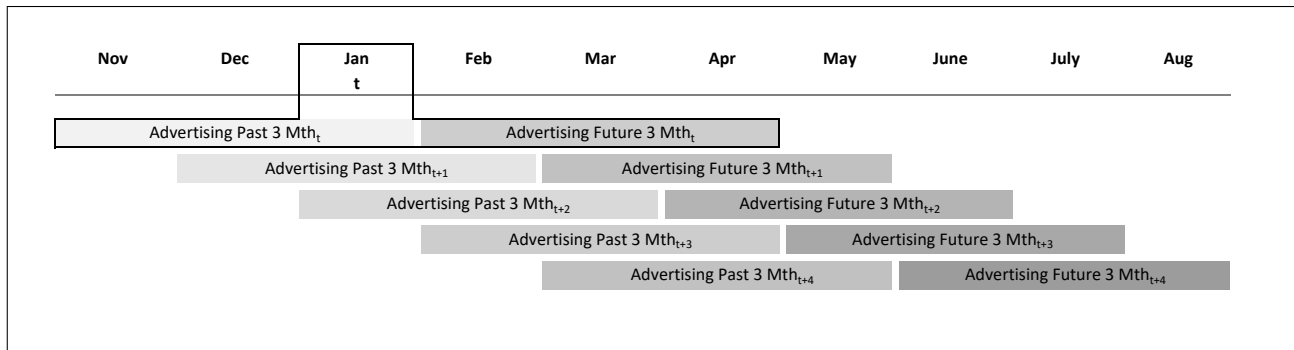 Nov Dec Jan Feb Mar Apr May June July Aug
t
Advertising Past 3 Mthₜ Advertising Future 3 Mthₜ
Advertising Past 3 Mthₜ₊₁ Advertising Future 3 Mthₜ₊₁
Advertising Past 3 Mthₜ₊₂ Advertising Future 3 Mthₜ₊₂
Advertising Past 3 Mthₜ₊₃ Advertising Future 3 Mthₜ₊₃
Advertising Past 3 Mthₜ₊₄ Advertising Future 3 Mthₜ₊₄